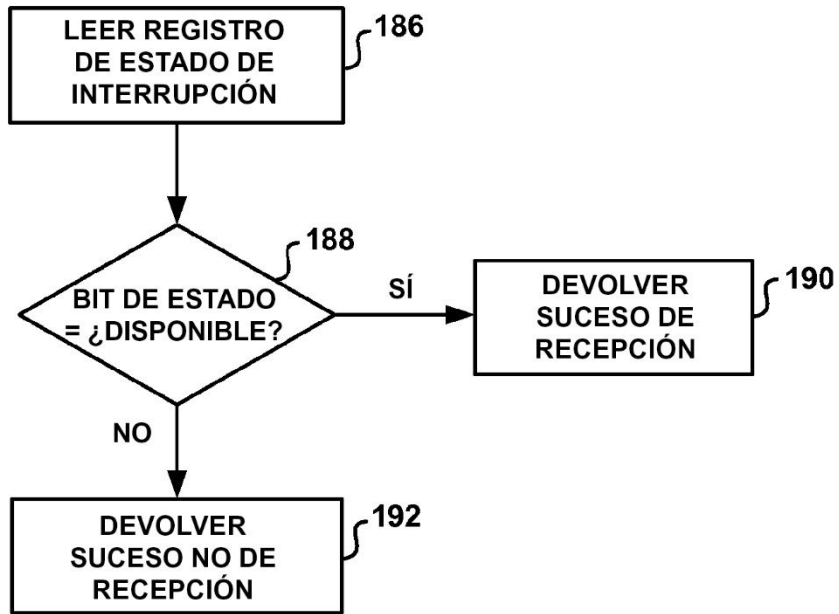 LEER REGISTRO
DE ESTADO DE
INTERRUPCIÓN
186
188
BIT DE ESTADO
= ¿DISPONIBLE?
SÍ
DEVOLVER
SUCESO DE
RECEPCIÓN
190
NO
DEVOLVER
SUCESO NO DE
RECEPCIÓN
192